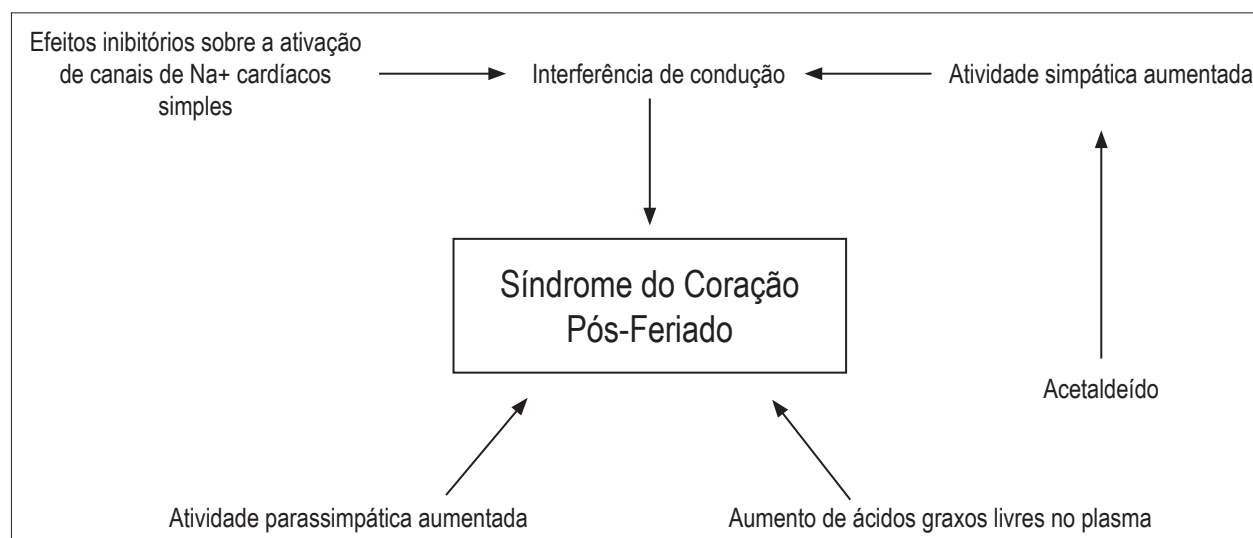 Efeitos inibitórios sobre a ativação
de canais de Na+ cardíacos
simples
Interferência de condução
Atividade simpática aumentada
Síndrome do Coração
Pós-Feriado
Acetaldeído
Atividade parassimpática aumentada
Aumento de ácidos graxos livres no plasma